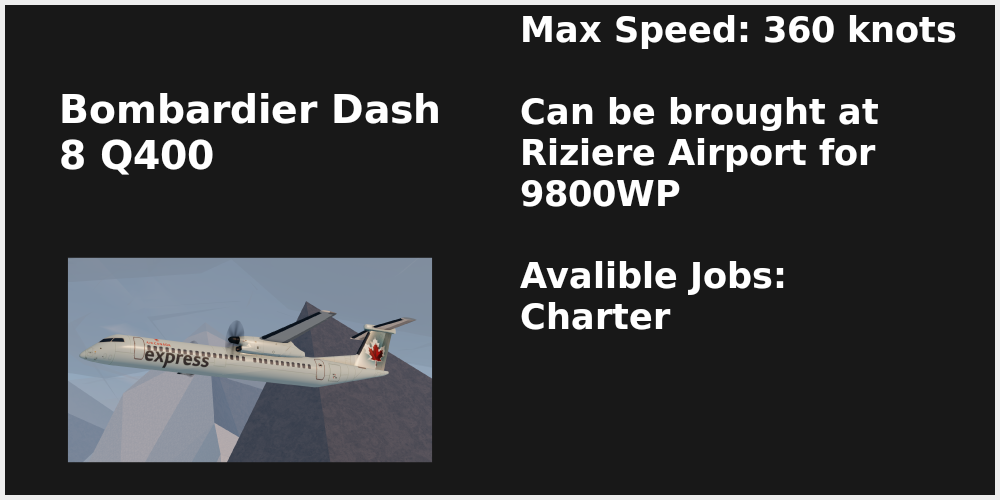 Bombardier Dash
8 Q400
express
Max Speed: 360 knots
Can be brought at
Riziere Airport for
9800WP
Avalible Jobs:
Charter